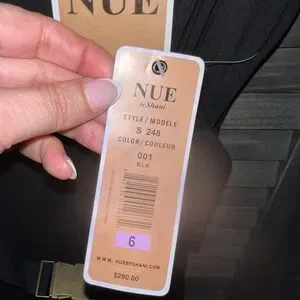 NUE
NUE
by Shani
STYLE / MODELE
S 248
COLOR / COULEUR
001
BLK
6
WWW. NUEBYSHANI.COM
$290.00